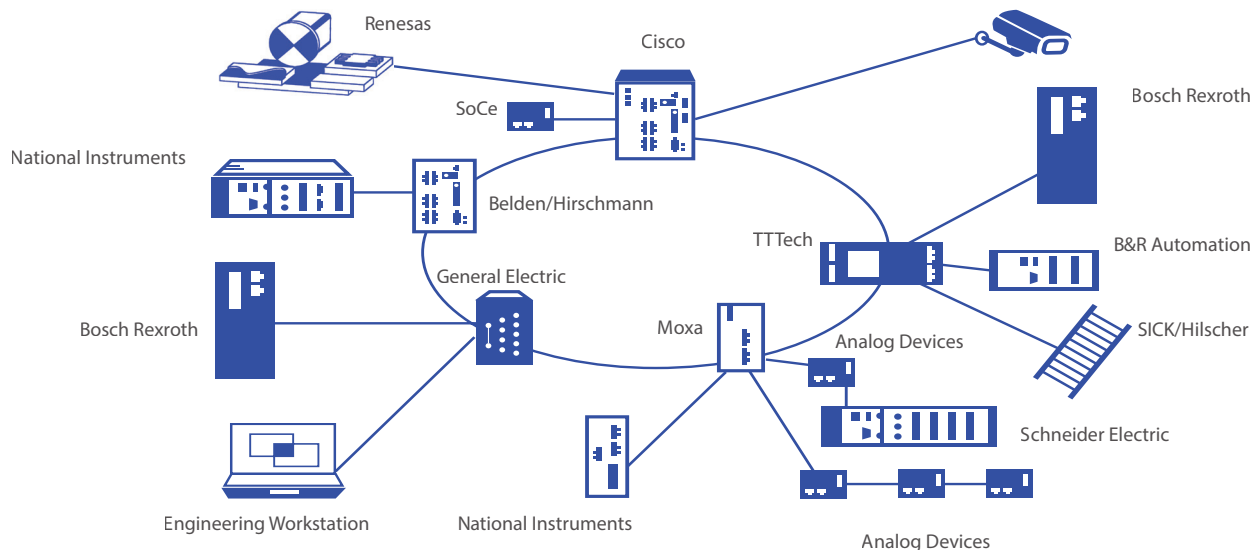 Renesas
Cisco
Bosch Rexroth
SoCe
National Instruments
Belden/Hirschmann
TTTech
B&R Automation
General Electric
Bosch Rexroth
Moxa
Analog Devices
SICK/Hilscher
Schneider Electric
Engineering Workstation
National Instruments
Analog Devices